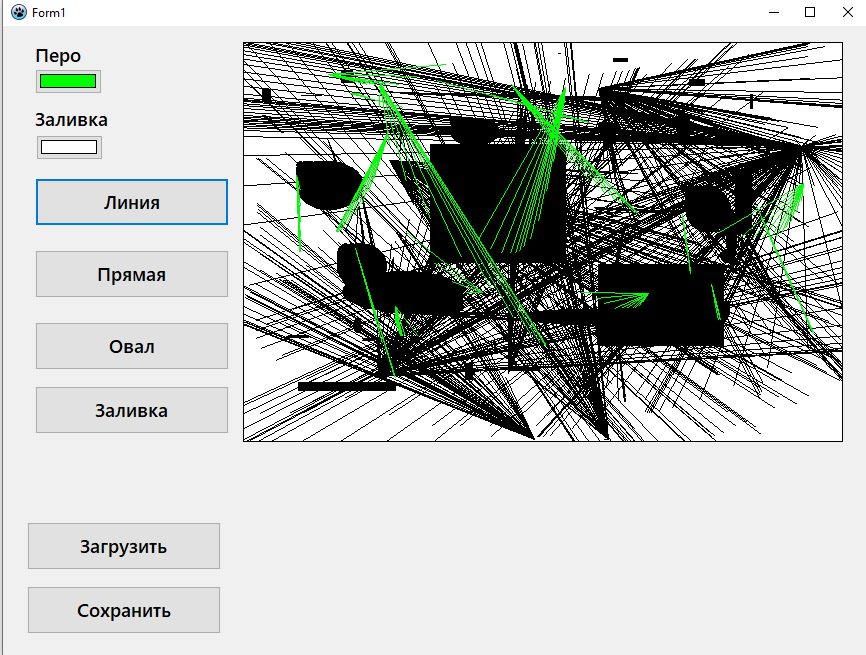 Form1
Перо
Заливка
Линия
Прямая
Овал
Заливка
Загрузить
Сохранить